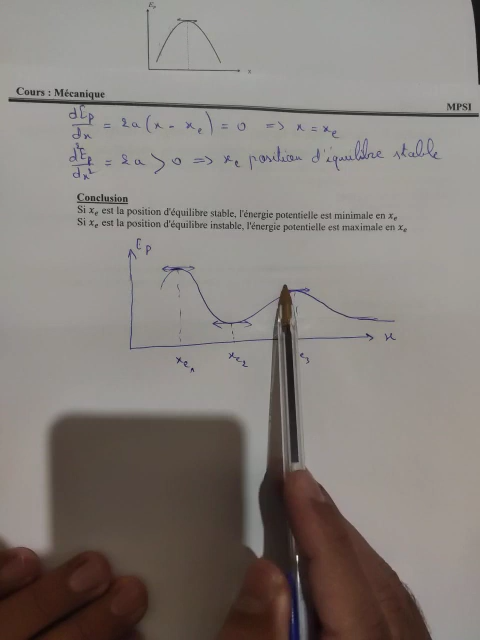 Eₚ
x
Cours : Mécanique MPSI
dEp/dx = 2a(x - xₑ) = 0 => x = xₑ
d²Ep/dx² = 2a > 0 => xₑ position d'équilibre stable
Conclusion
Si xₑ est la position d'équilibre stable, l'énergie potentielle est minimale en xₑ
Si xₑ est la position d'équilibre instable, l'énergie potentielle est maximale en xₑ
Ep
x
xₑ₁ xₑ₂ ₑ₃